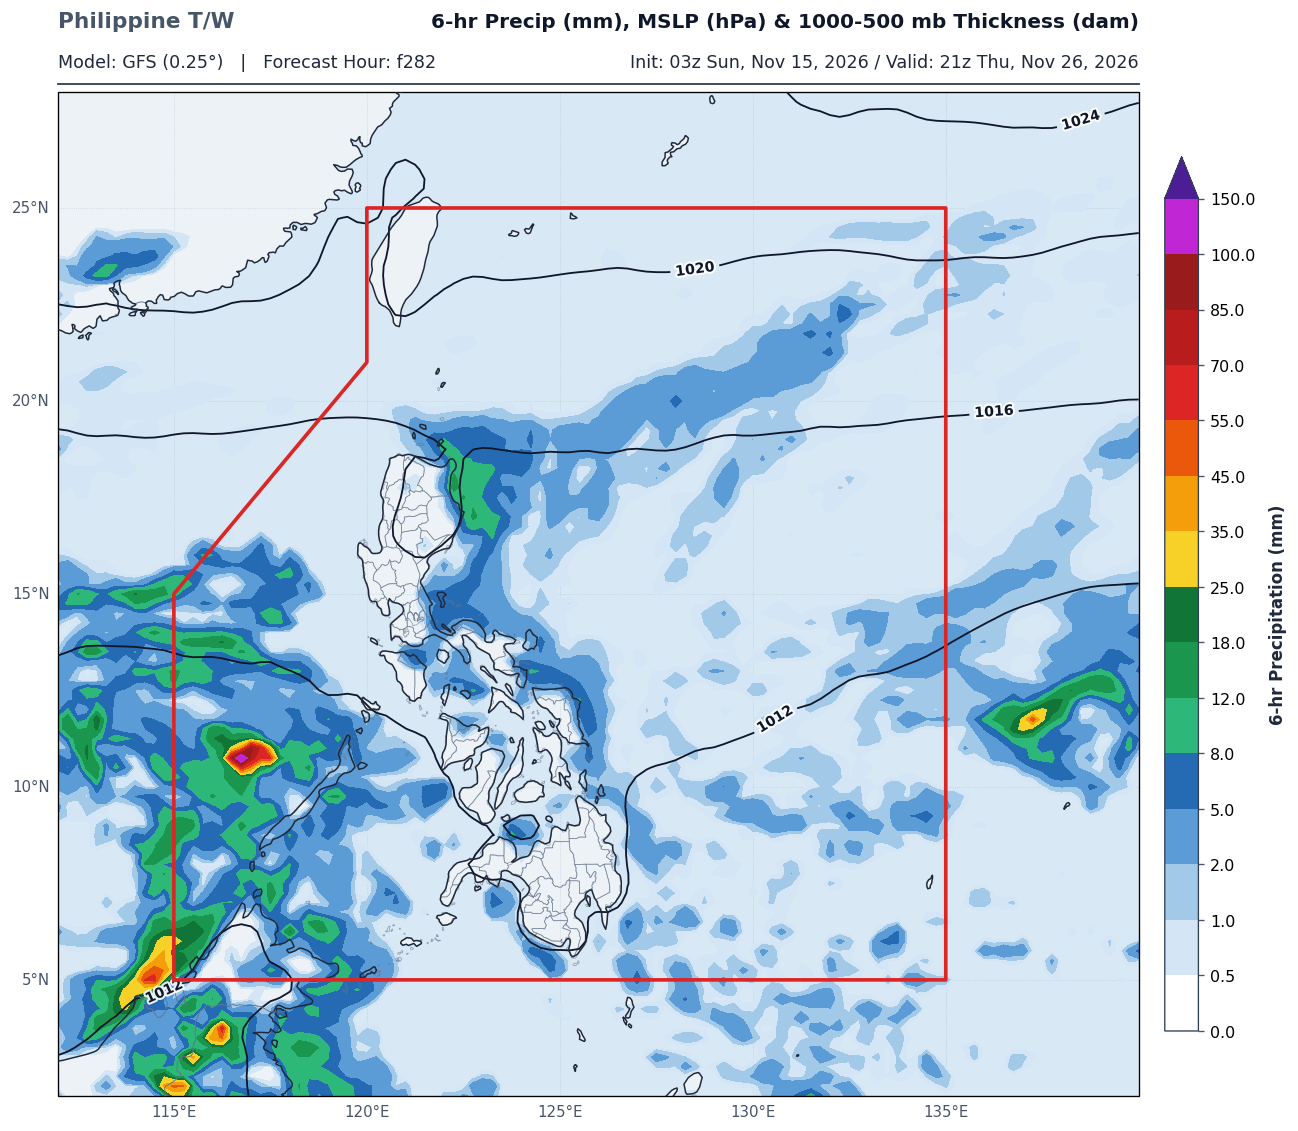 Philippine T/W
6-hr Precip (mm), MSLP (hPa) & 1000-500 mb Thickness (dam)
Model: GFS (0.25°) | Forecast Hour: f282
Init: 03z Sun, Nov 15, 2026 / Valid: 21z Thu, Nov 26, 2026
1024
1020
1016
1012
1012
25°N
20°N
15°N
10°N
5°N
115°E
120°E
125°E
130°E
135°E
150.0
100.0
85.0
70.0
55.0
45.0
35.0
25.0
18.0
12.0
8.0
5.0
2.0
1.0
0.5
0.0
6-hr Precipitation (mm)